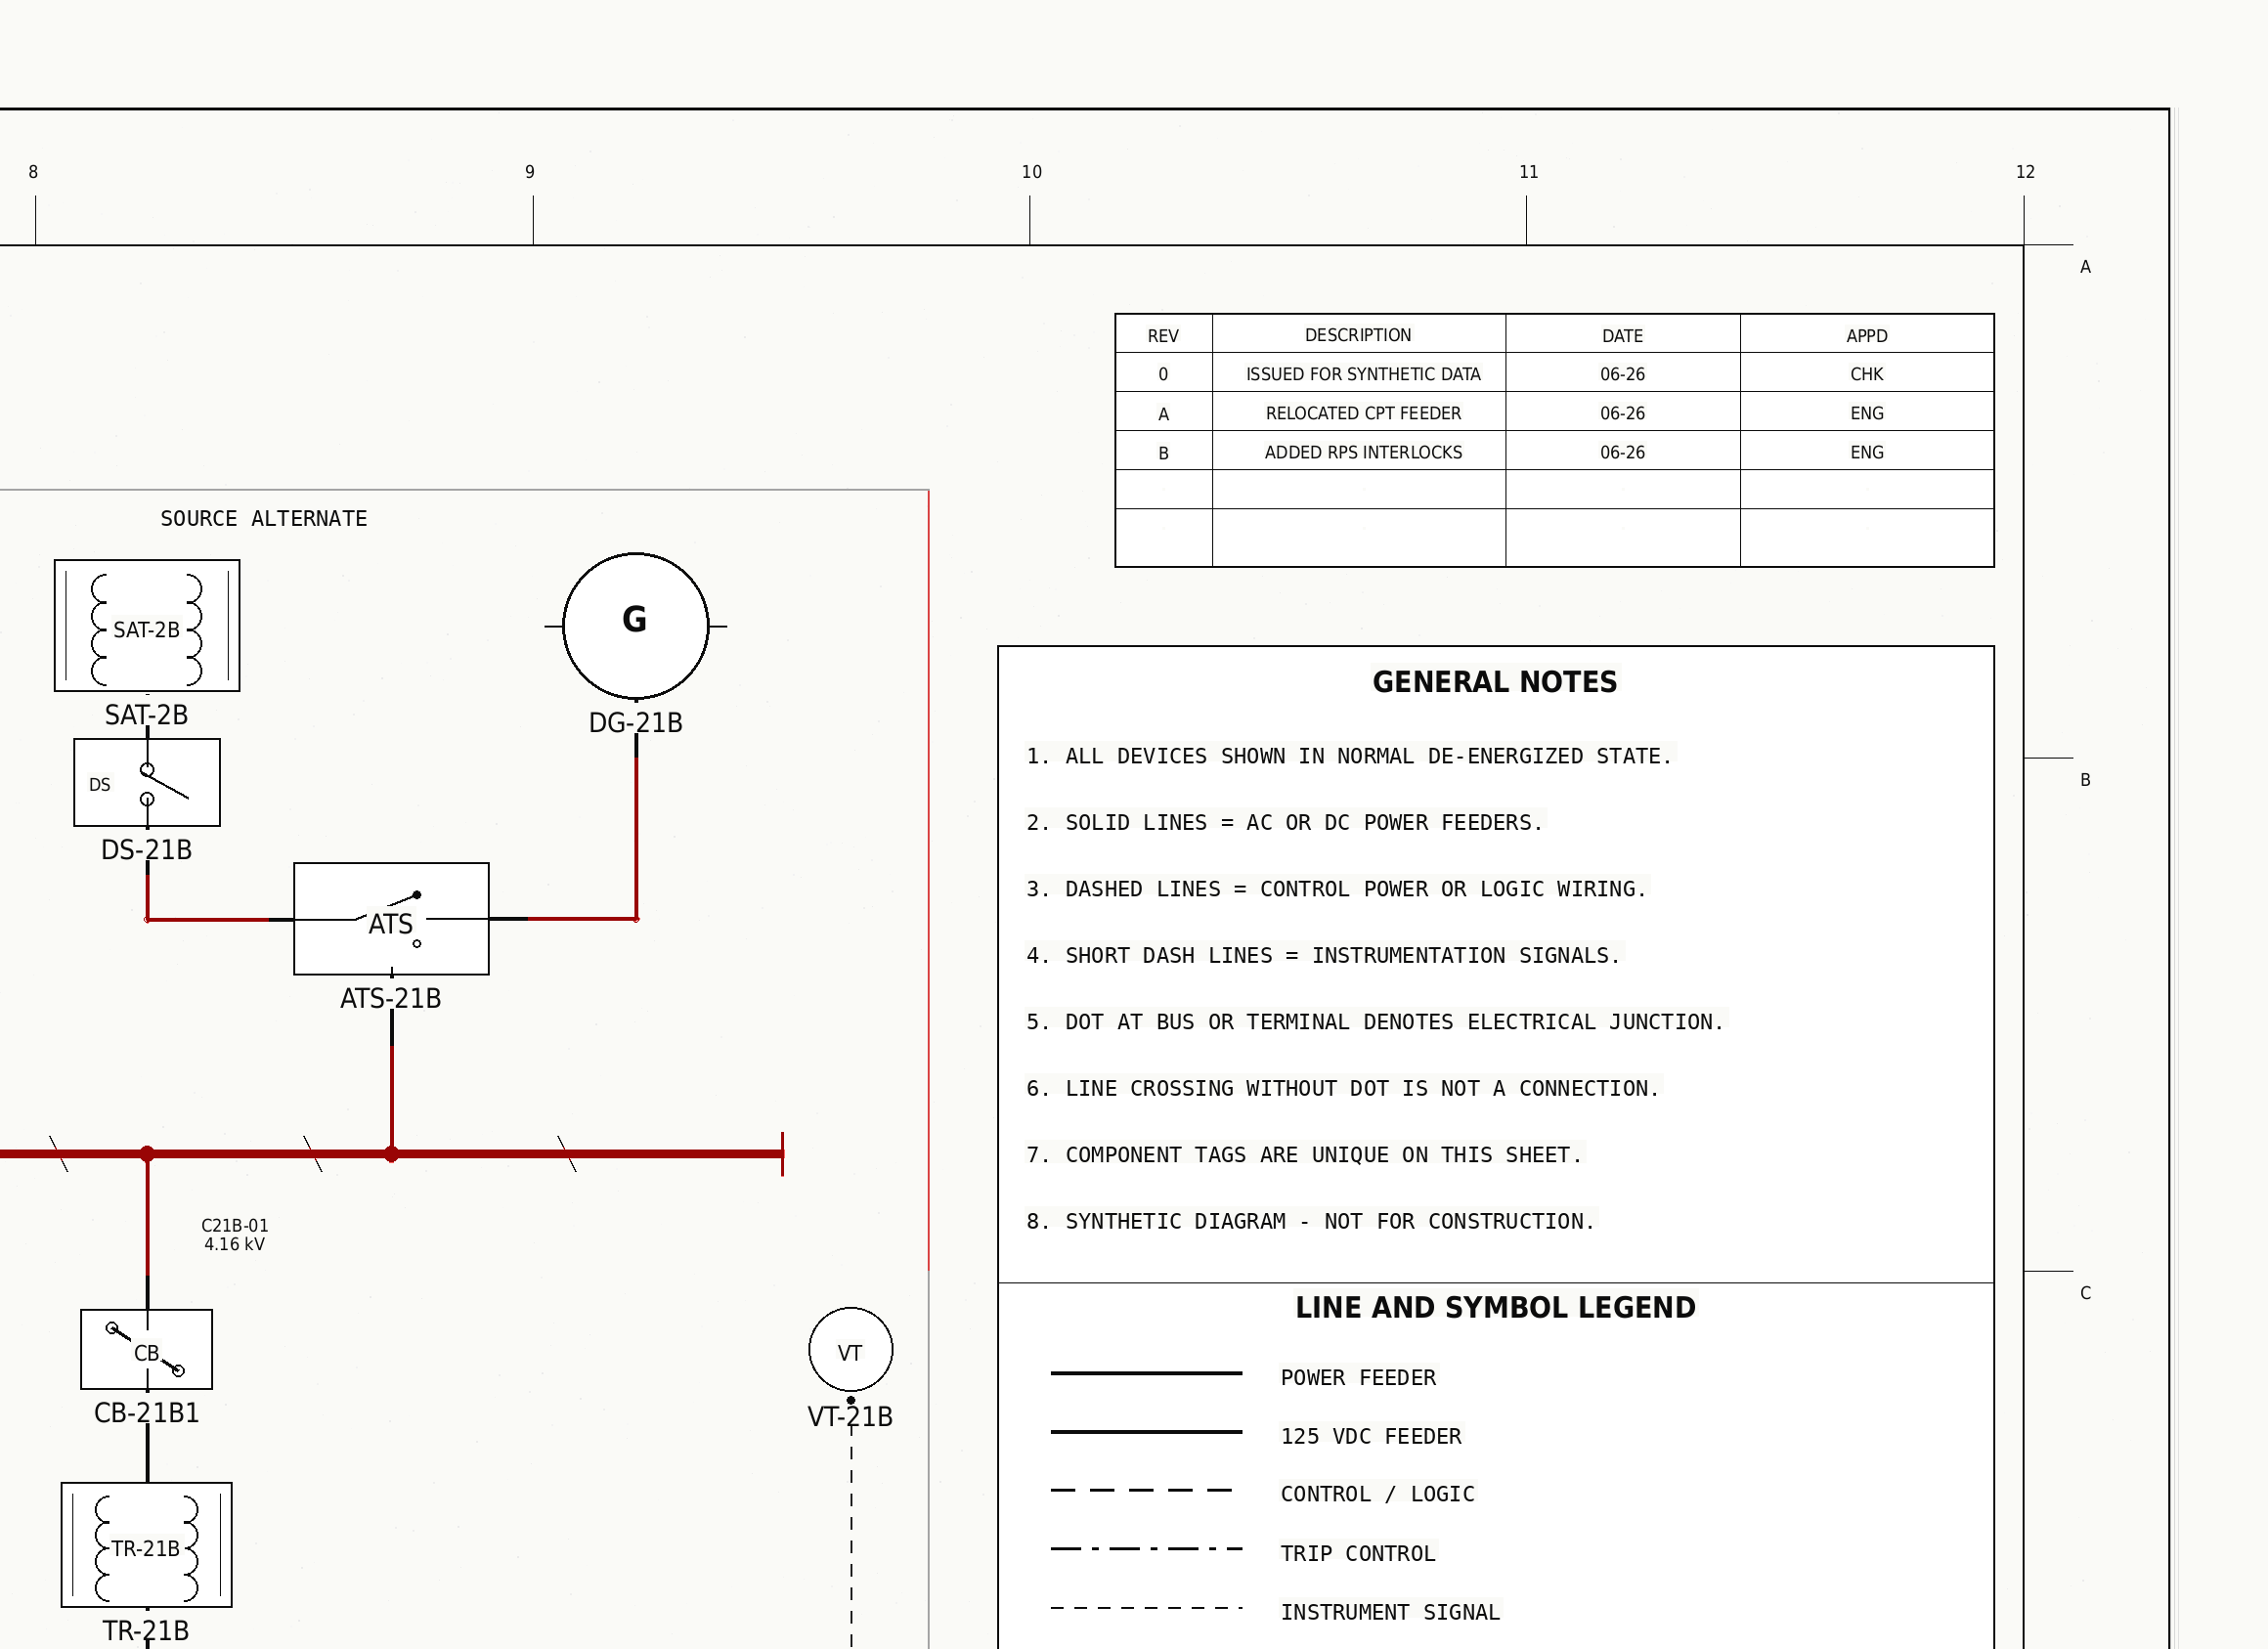 8 9 10 11 12
A
REV DESCRIPTION DATE APPD
0 ISSUED FOR SYNTHETIC DATA 06-26 CHK
A RELOCATED CPT FEEDER 06-26 ENG
B ADDED RPS INTERLOCKS 06-26 ENG
SOURCE ALTERNATE
SAT-2B
SAT-2B
G
DG-21B
DS
DS-21B
ATS
ATS-21B
C21B-01
4.16 kV
CB
CB-21B1
VT
VT-21B
TR-21B
TR-21B
GENERAL NOTES
1. ALL DEVICES SHOWN IN NORMAL DE-ENERGIZED STATE.
2. SOLID LINES = AC OR DC POWER FEEDERS.
3. DASHED LINES = CONTROL POWER OR LOGIC WIRING.
4. SHORT DASH LINES = INSTRUMENTATION SIGNALS.
5. DOT AT BUS OR TERMINAL DENOTES ELECTRICAL JUNCTION.
6. LINE CROSSING WITHOUT DOT IS NOT A CONNECTION.
7. COMPONENT TAGS ARE UNIQUE ON THIS SHEET.
8. SYNTHETIC DIAGRAM - NOT FOR CONSTRUCTION.
LINE AND SYMBOL LEGEND
POWER FEEDER
125 VDC FEEDER
CONTROL / LOGIC
TRIP CONTROL
INSTRUMENT SIGNAL
B
C